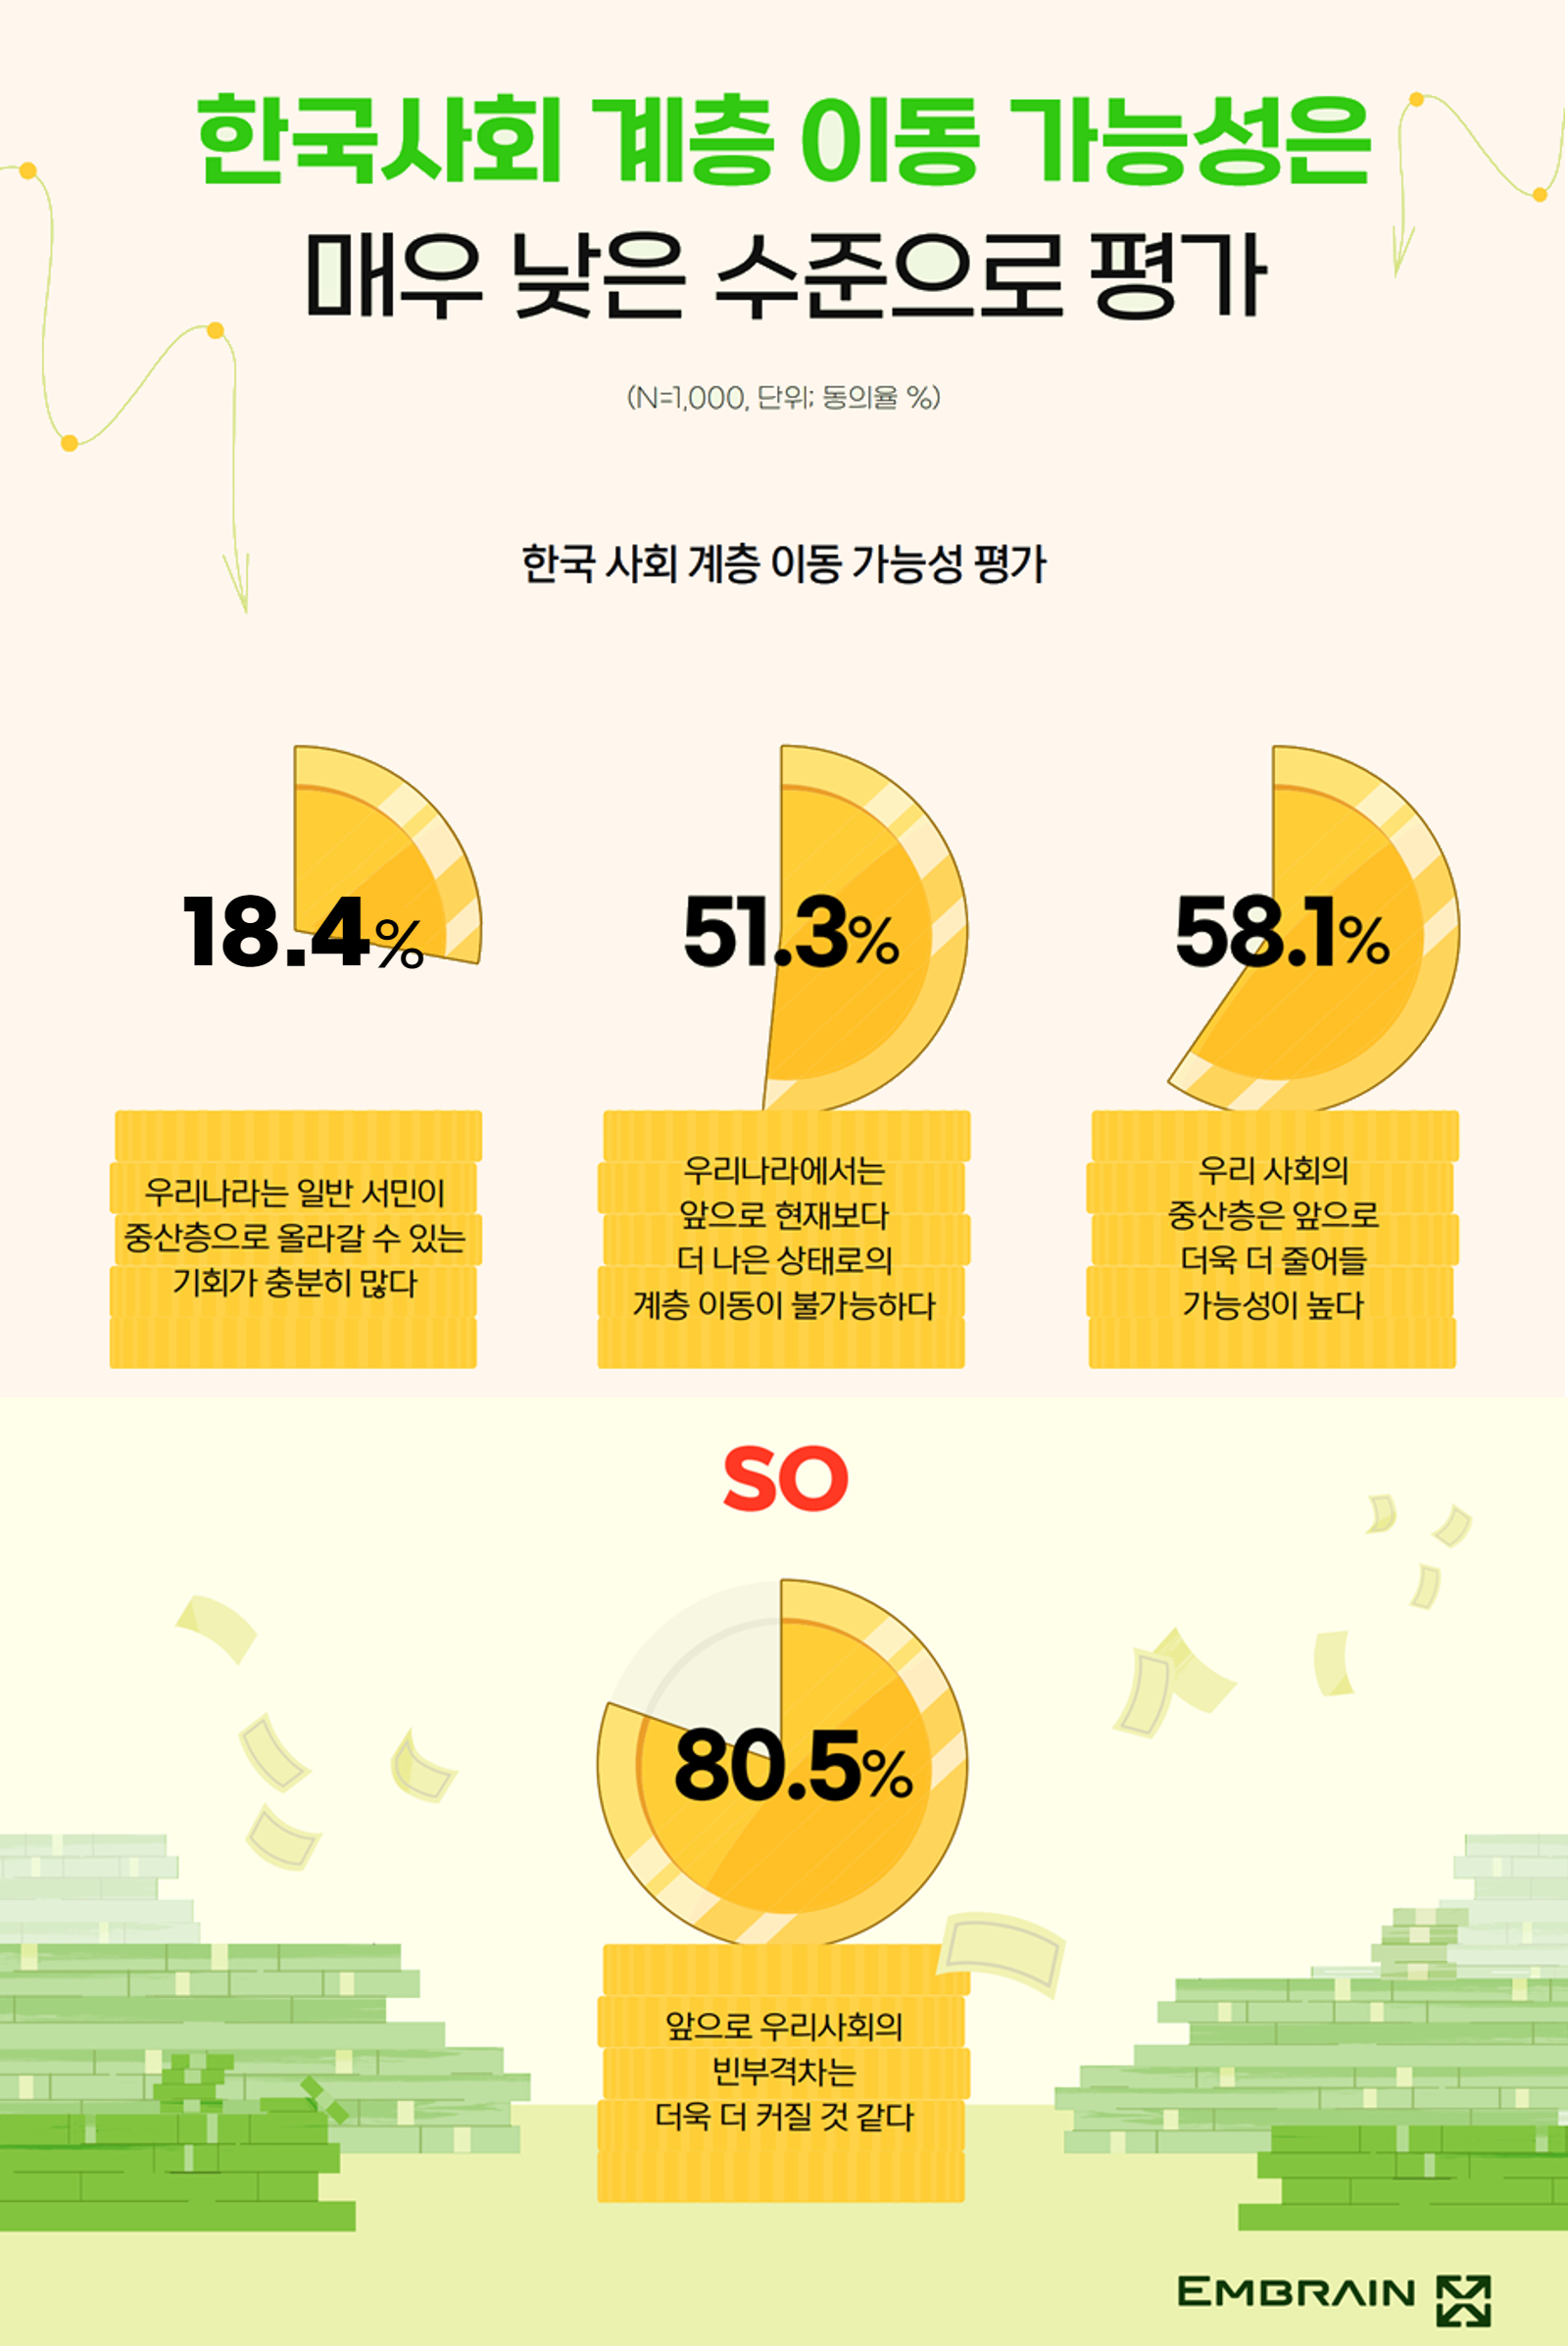 한국사회 계층 이동 가능성은
매우 낮은 수준으로 평가
(N=1,000, 단위; 동의율 %)
한국 사회 계층 이동 가능성 평가
18.4%
우리나라는 일반 서민이
중산층으로 올라갈 수 있는
기회가 충분히 많다
51.3%
우리나라에서는
앞으로 현재보다
더 나은 상태로의
계층 이동이 불가능하다
58.1%
우리 사회의
중산층은 앞으로
더욱 더 줄어들
가능성이 높다
SO
80.5%
앞으로 우리사회의
빈부격차는
더욱 더 커질 것 같다
EMBRAIN